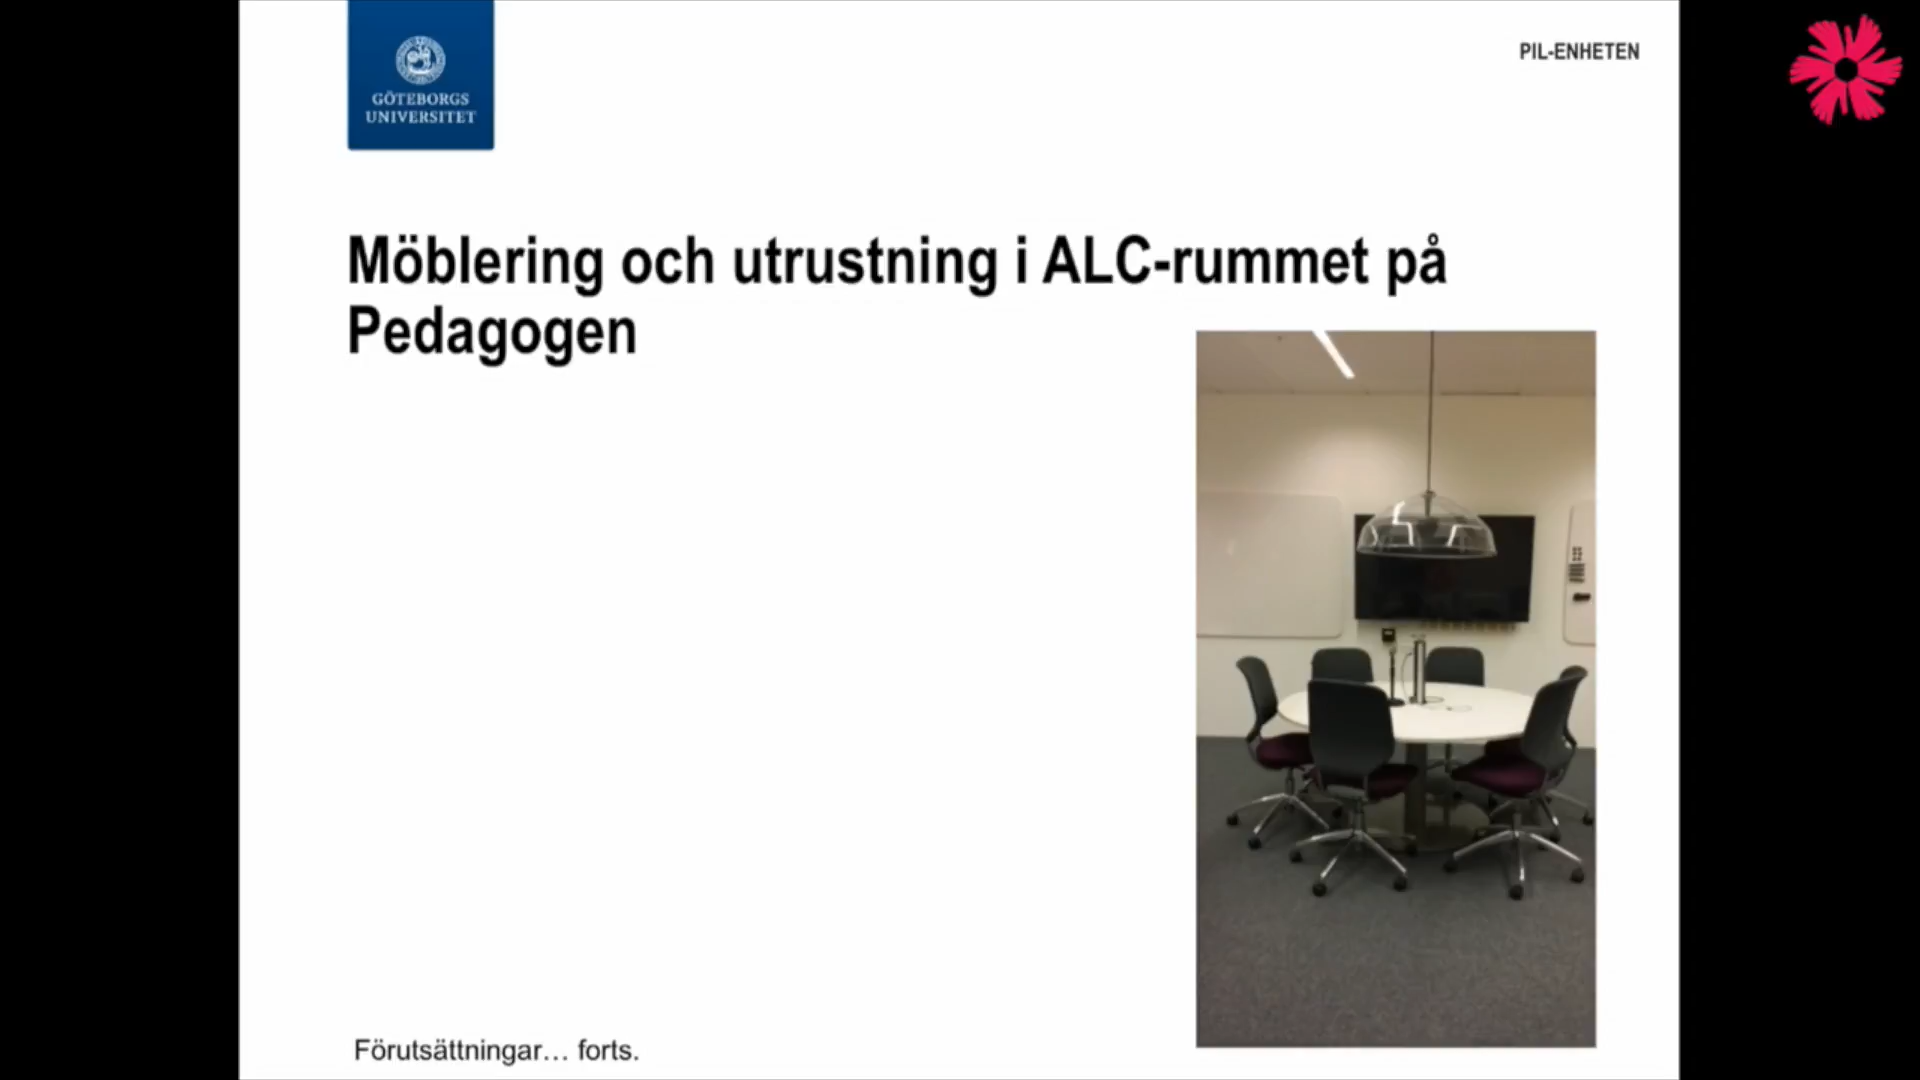 GÖTEBORGS
UNIVERSITET
PIL-ENHETEN
Möblering och utrustning i ALC-rummet på
Pedagogen
Förutsättningar… forts.